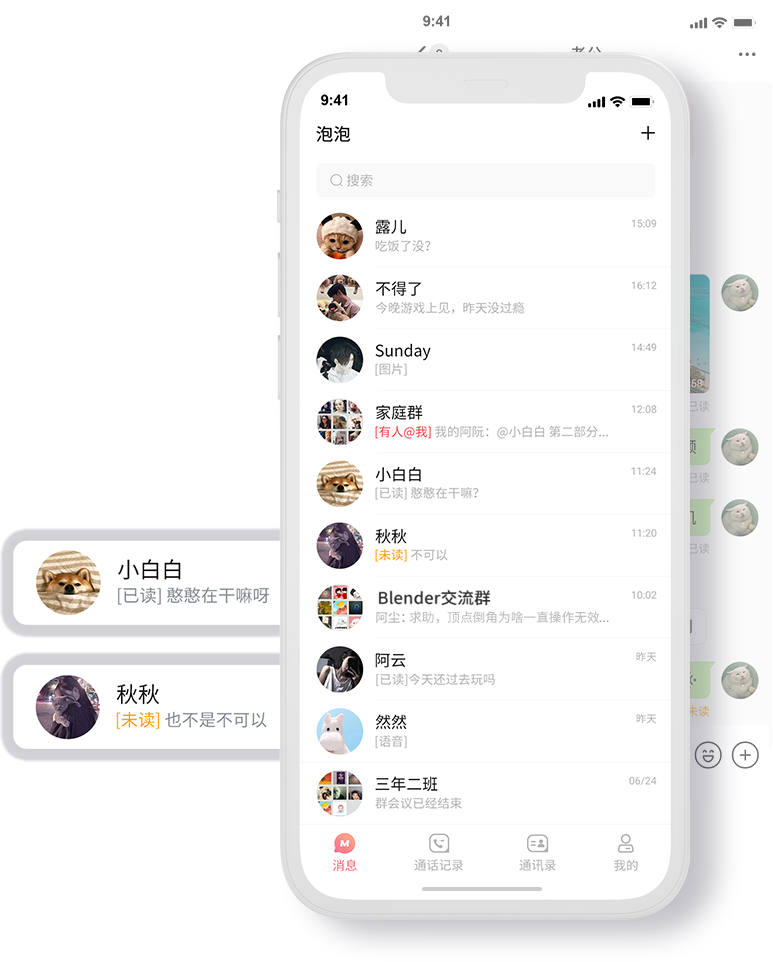 9:41
9:41
泡泡
搜索
露儿
15:09
吃饭了没?
不得了
16:12
今晚游戏上见，昨天没过瘾
Sunday
14:49
[图片]
:58
已读
家庭群
12:08
[有人@我] 我的阿阮：@小白白 第二部分...
小白白
11:24
[已读] 憨憨在干嘛?
已读
秋秋
11:20
[未读] 不可以
已读
小白白
[已读] 憨憨在干嘛呀
Blender交流群
10:02
阿尘: 求助，顶点倒角为啥一直操作无效...
阿云
昨天
[已读]今天还过去玩吗
秋秋
[未读] 也不是不可以
未读
然然
昨天
[语音]
三年二班
06/24
群会议已经结束
消息
通话记录
通讯录
我的